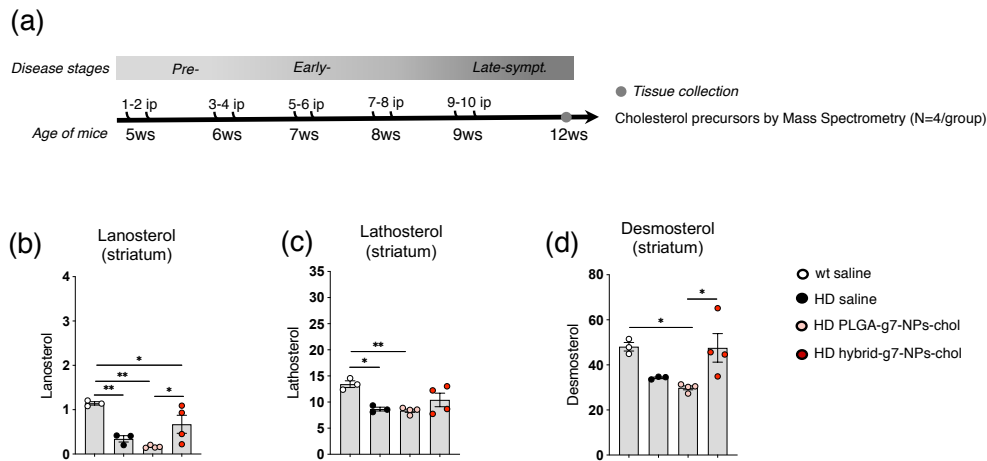 (a)
Disease stages Pre- Early- Late-sympt.
1-2 ip 3-4 ip 5-6 ip 7-8 ip 9-10 ip
Age of mice 5ws 6ws 7ws 8ws 9ws 12ws
Tissue collection
Cholesterol precursors by Mass Spectrometry (N=4/group)
(b)
Lanosterol
(striatum)
Lanosterol
4
3
2
1
0
**
**
*
*
(c)
Lathosterol
(striatum)
Lathosterol
35
30
25
20
15
10
5
0
*
**
(d)
Desmosterol
(striatum)
Desmosterol
80
60
40
20
0
*
*
wt saline
HD saline
HD PLGA-g7-NPs-chol
HD hybrid-g7-NPs-chol